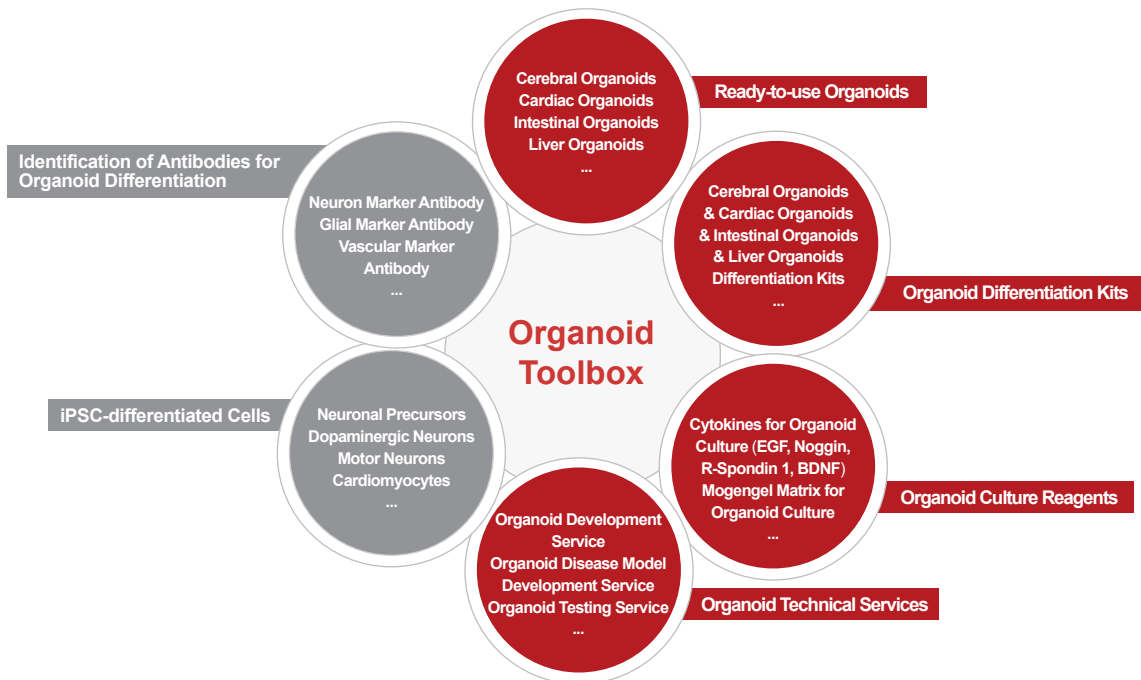 Cerebral Organoids
Cardiac Organoids
Intestinal Organoids
Liver Organoids
...
Ready-to-use Organoids
Identification of Antibodies for
Organoid Differentiation
Neuron Marker Antibody
Glial Marker Antibody
Vascular Marker
Antibody
...
Cerebral Organoids
& Cardiac Organoids
& Intestinal Organoids
& Liver Organoids
Differentiation Kits
...
Organoid Differentiation Kits
Organoid
Toolbox
iPSC-differentiated Cells
Neuronal Precursors
Dopaminergic Neurons
Motor Neurons
Cardiomyocytes
...
Cytokines for Organoid
Culture (EGF, Noggin,
R-Spondin 1, BDNF)
Mogengel Matrix for
Organoid Culture
...
Organoid Culture Reagents
Organoid Development
Service
Organoid Disease Model
Development Service
Organoid Testing Service
...
Organoid Technical Services